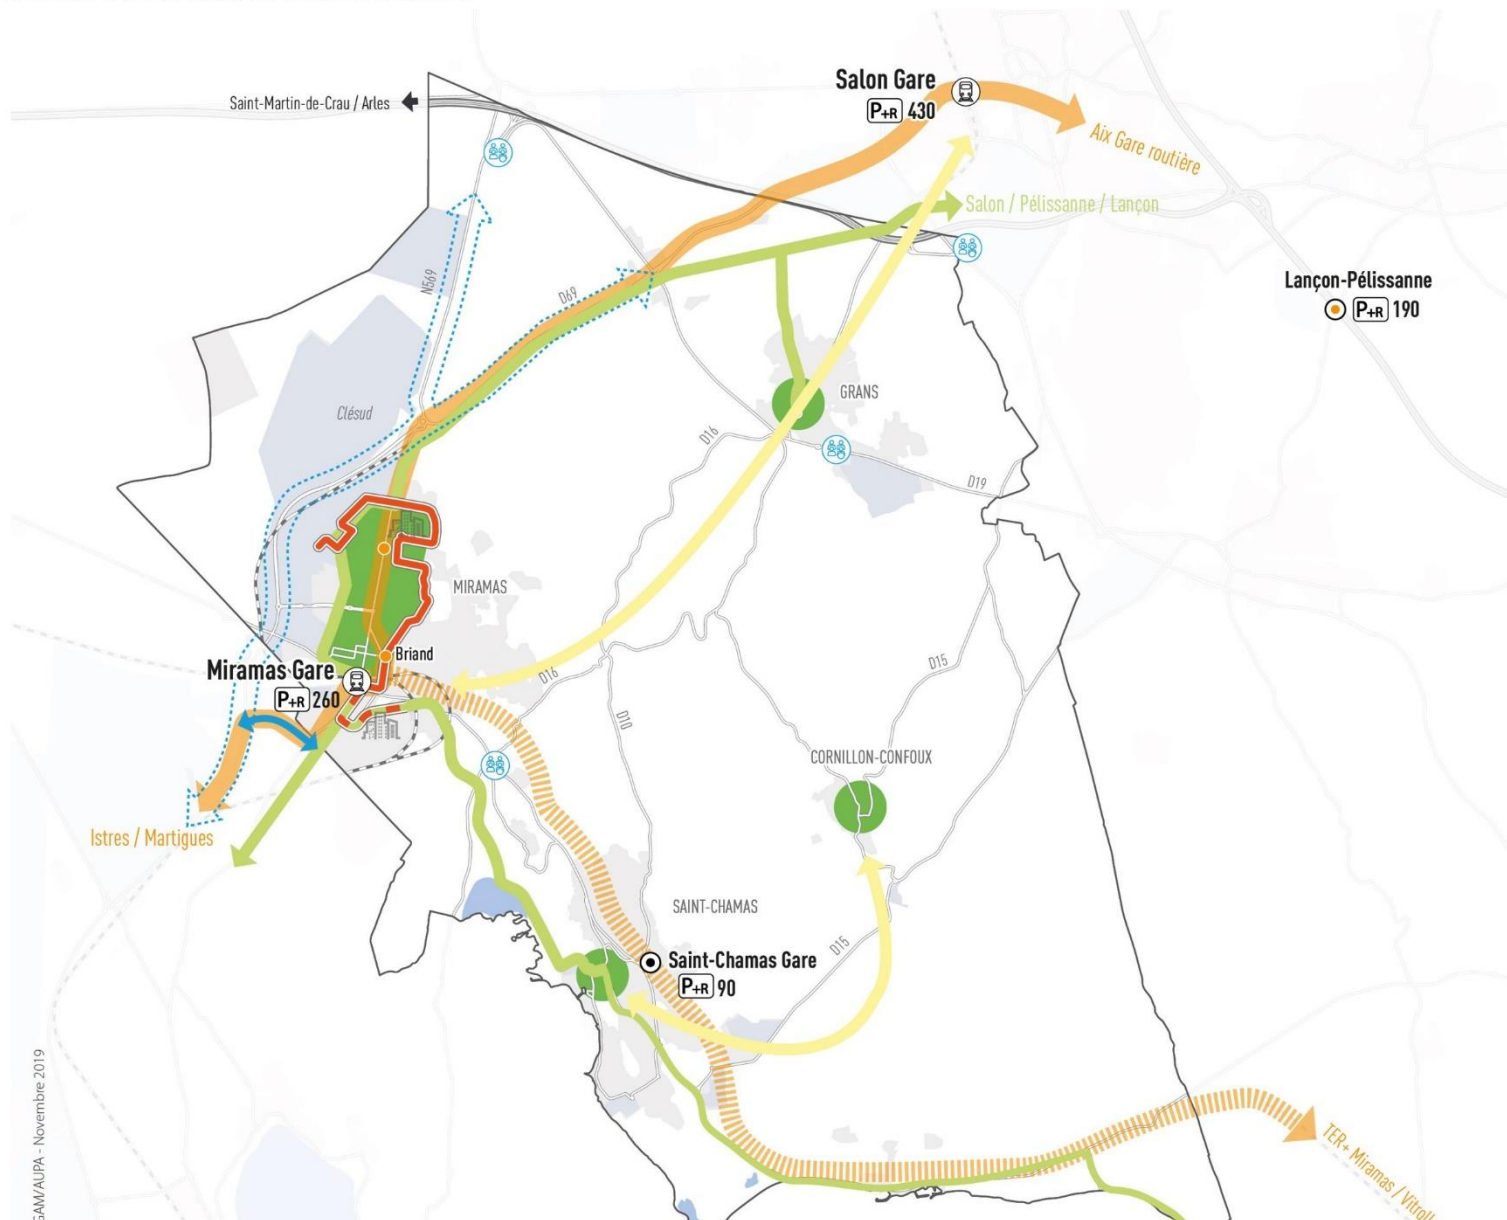 Salon Gare
P+R 430
Saint-Martin-de-Crau / Arles
Aix Gare routière
Salon / Pélissanne / Lançon
N569
D69
Lançon-Pélissanne
P+R 190
Clésud
GRANS
D16
D19
MIRAMAS
Briand
Miramas Gare
P+R 260
D16
D15
D10
CORNILLON-CONFOUX
Istres / Martigues
SAINT-CHAMAS
D15
Saint-Chamas Gare
P+R 90
GAM/AUPA - Novembre 2019
TER+ Miramas / Vitroll